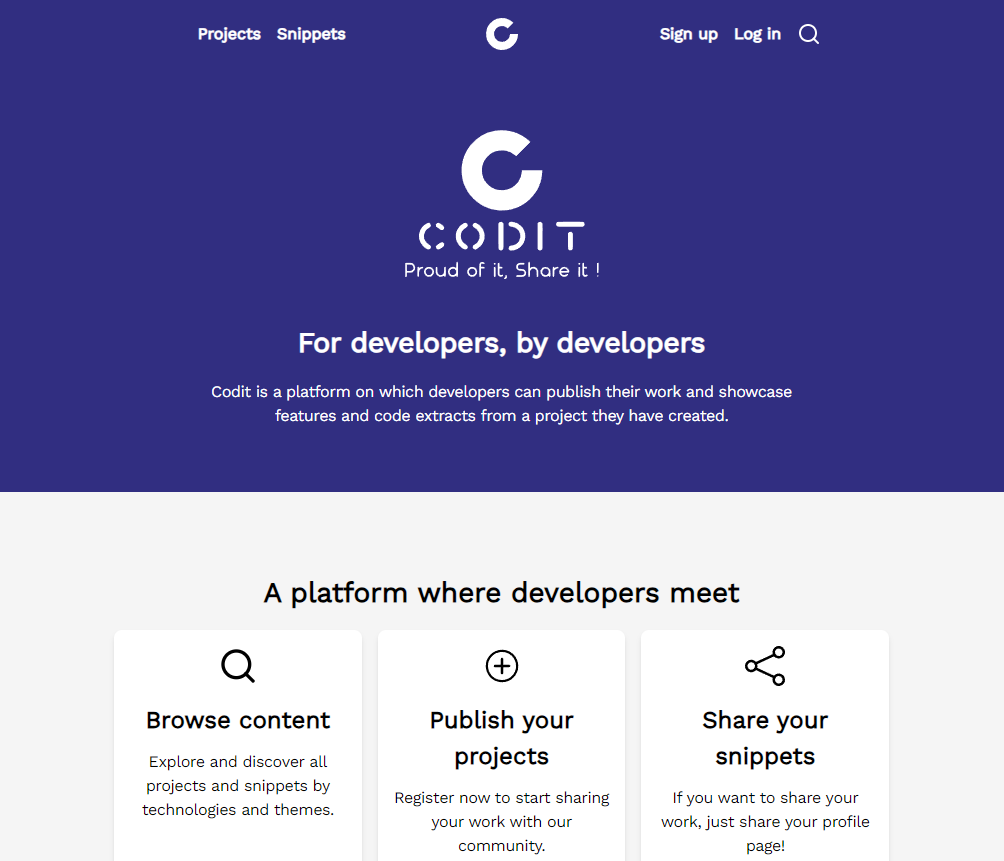 Projects Snippets Sign up Log in
CODIT
Proud of it, Share it !
For developers, by developers
Codit is a platform on which developers can publish their work and showcase
features and code extracts from a project they have created.
A platform where developers meet
Browse content
Explore and discover all
projects and snippets by
technologies and themes.
Publish your
projects
Register now to start sharing
your work with our
community.
Share your
snippets
If you want to share your
work, just share your profile
page!